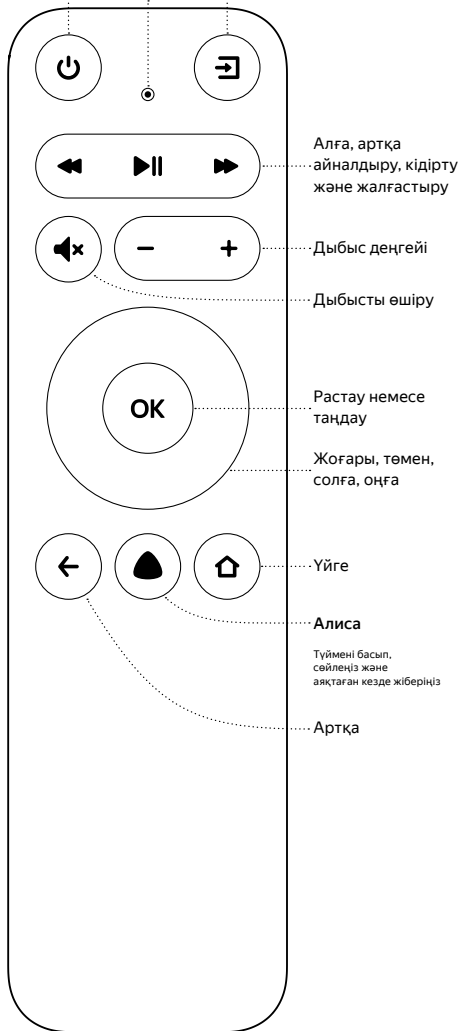 Алға, артқа
айналдыру, кідірту
және жалғастыру
Дыбыс деңгейі
Дыбысты өшіру
OK
Растау немесе
таңдау
Жоғары, төмен,
солға, оңға
Үйге
Алиса
Түймені басып,
сөйлеңіз және
аяқтаған кезде жіберіңіз
Артқа